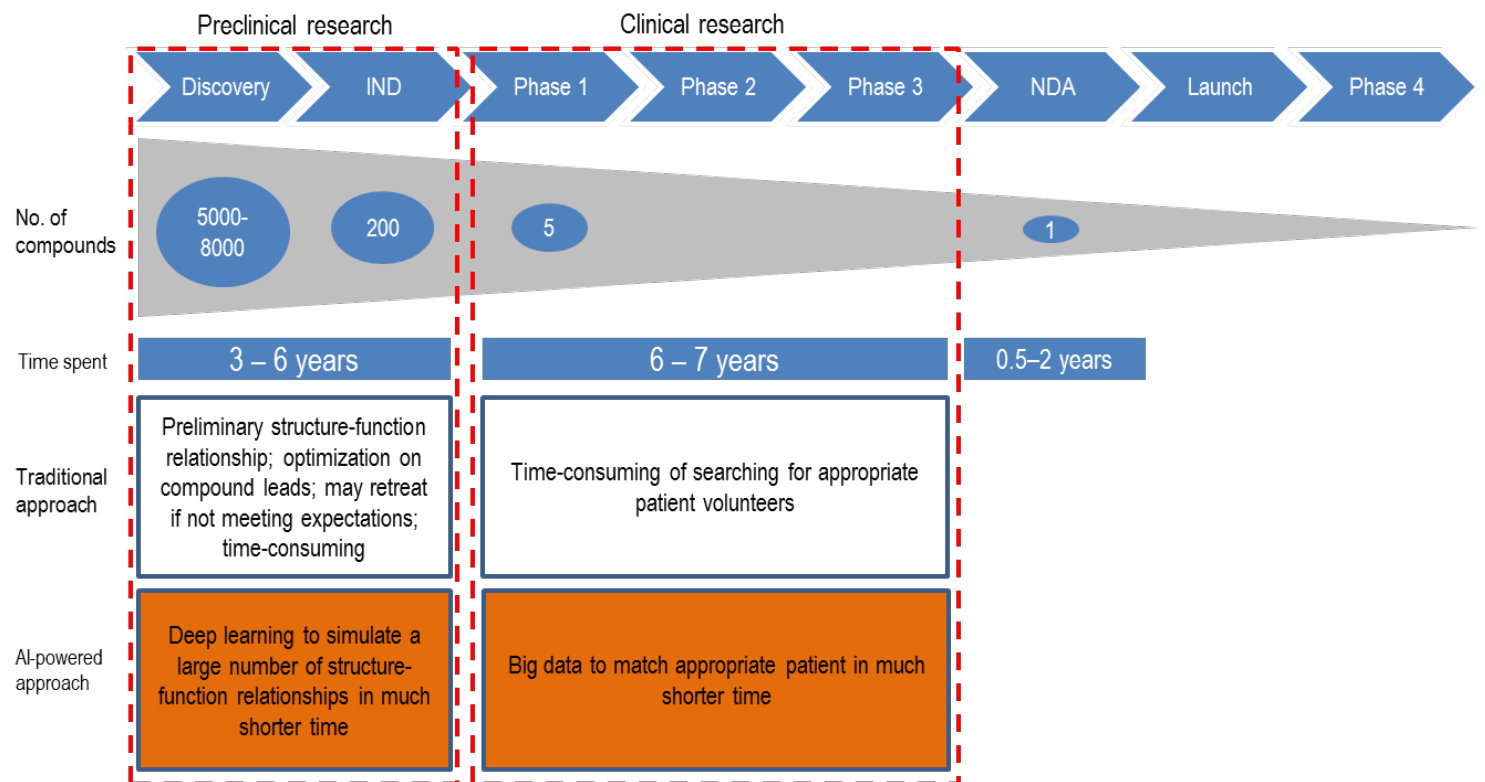 Preclinical research
Clinical research
Discovery
IND
Phase 1
Phase 2
Phase 3
NDA
Launch
Phase 4
No. of
compounds
5000-
8000
200
5
1
Time spent
3 – 6 years
6 – 7 years
0.5–2 years
Traditional
approach
Preliminary structure-function
relationship; optimization on
compound leads; may retreat
if not meeting expectations;
time-consuming
Time-consuming of searching for appropriate
patient volunteers
AI-powered
approach
Deep learning to simulate a
large number of structure-
function relationships in much
shorter time
Big data to match appropriate patient in much
shorter time